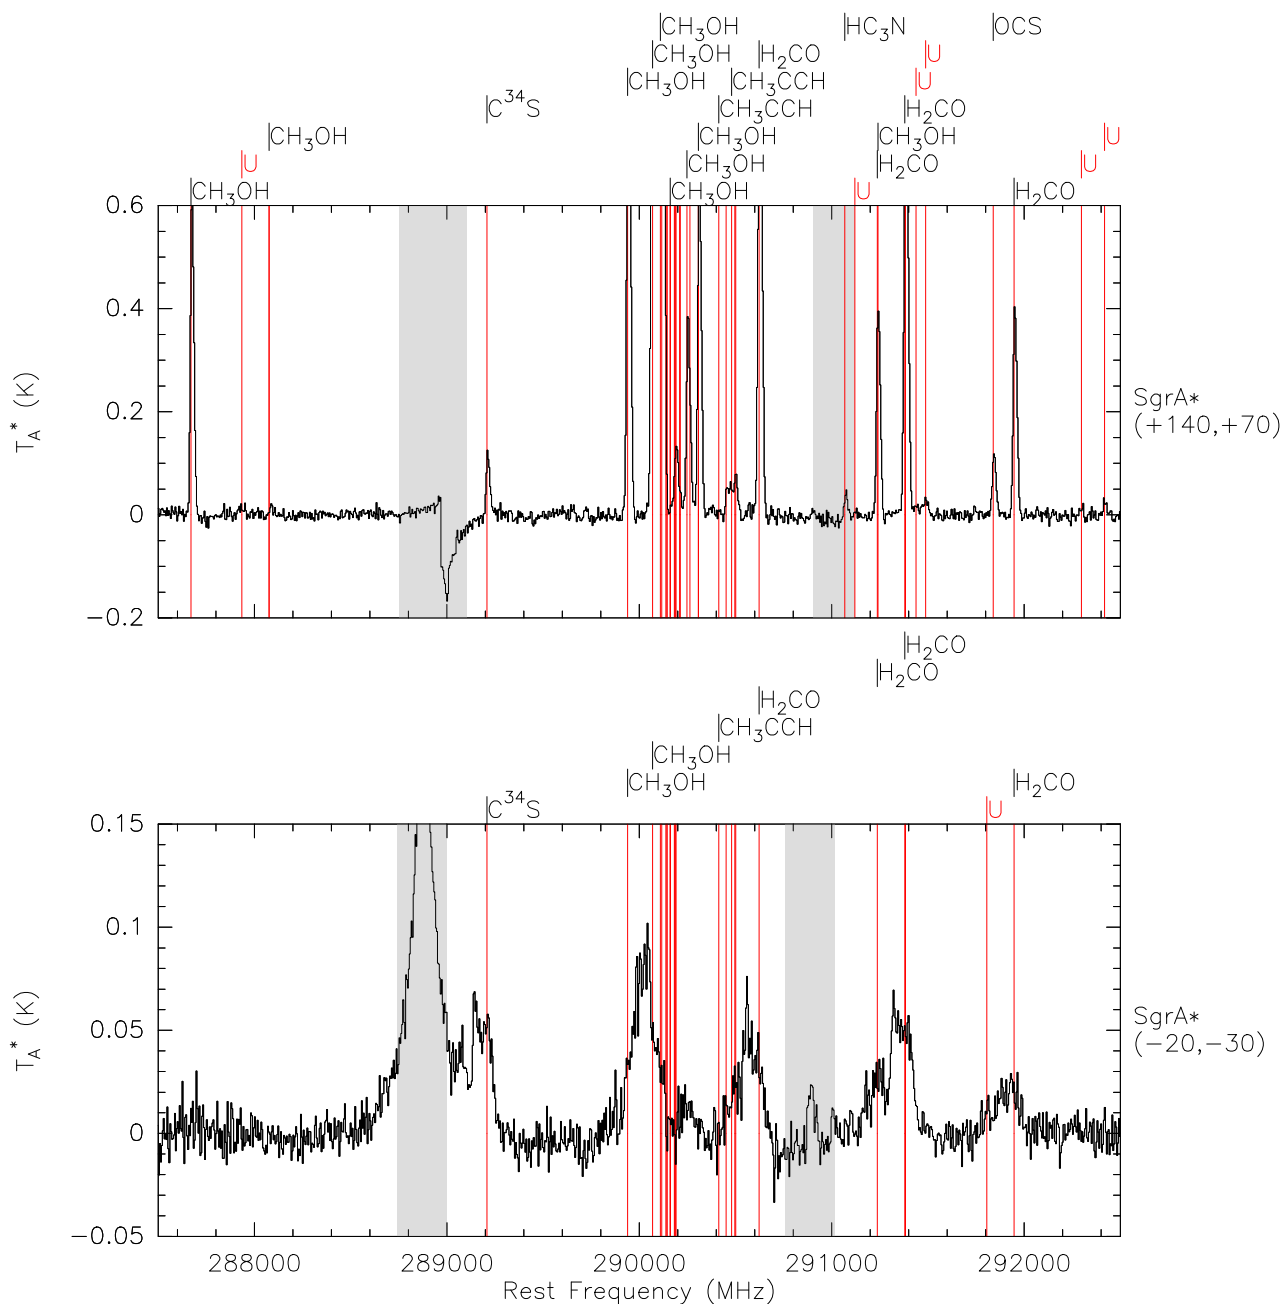 CH₃OH HC₃N OCS
CH₃OH H₂CO U
CH₃OH CH₃CCH U
C³⁴S CH₃CCH H₂CO
CH₃OH CH₃OH CH₃OH U
U CH₃OH H₂CO U
CH₃OH CH₃OH U H₂CO
0.6
0.4
0.2
0
−0.2
T_A* (K)
SgrA*
(+140,+70)
H₂CO
H₂CO
H₂CO
CH₃CCH
CH₃OH
CH₃OH H₂CO
C³⁴S U
0.15
0.1
0.05
0
−0.05
T_A* (K)
SgrA*
(−20,−30)
288000 289000 290000 291000 292000
Rest Frequency (MHz)